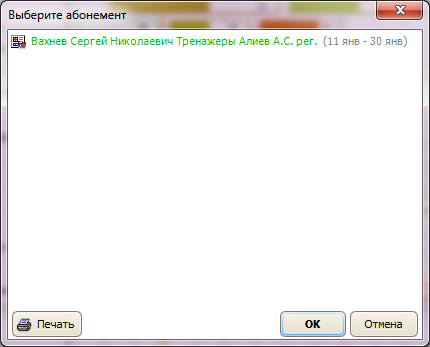 Выберите абонемент
Вахнев Сергей Николаевич Тренажеры Алиев А.С. рег. (11 янв - 30 янв)
Печать
OK
Отмена